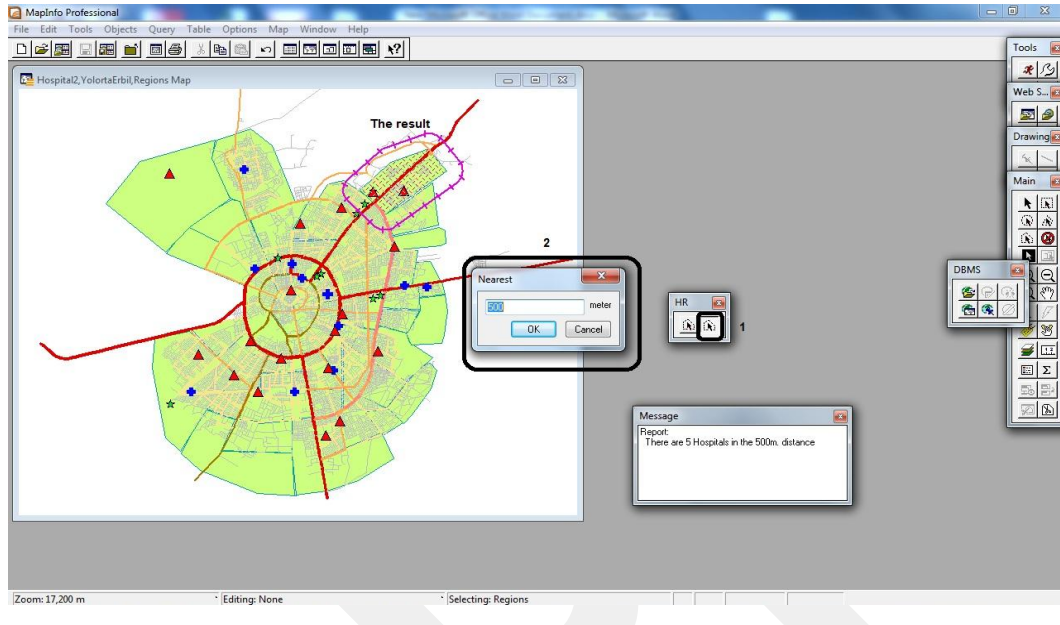 MapInfo Professional
File Edit Tools Objects Query Table Options Map Window Help
Tools
Hospital2,YolortaErbil,Regions Map
Web S...
The result
Drawing
Main
2
Nearest
500 meter
OK Cancel
DBMS
HR
1
Message
Report:
There are 5 Hospitals in the 500m. distance
Zoom: 17,200 m Editing: None Selecting: Regions